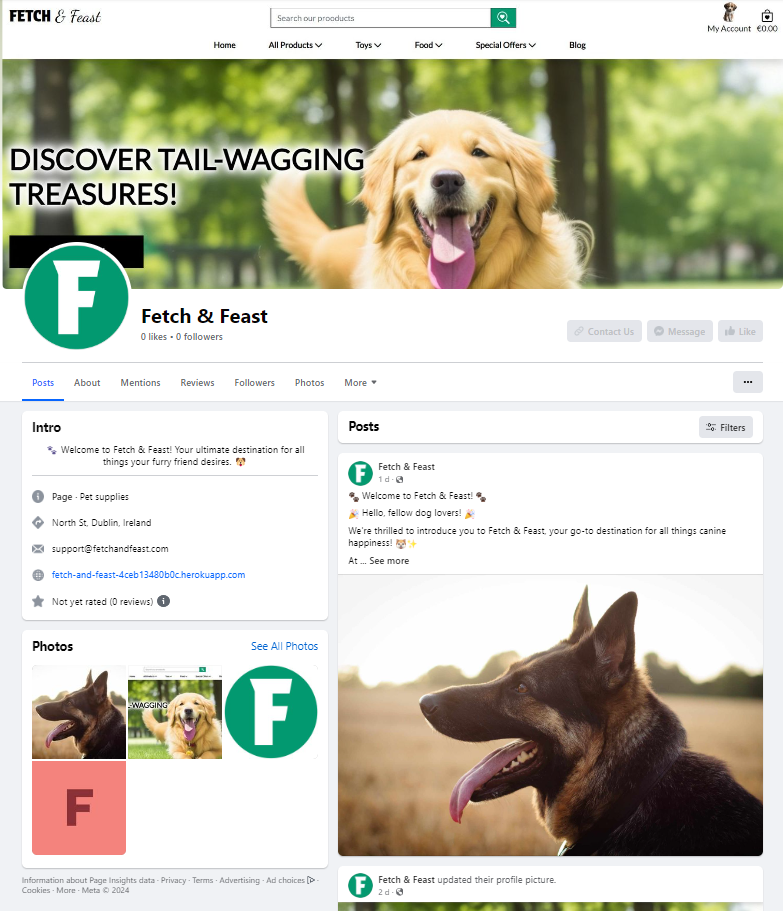 FETCH & Feast
Search our prooducts
My Account €0.00
Home All Products Toys Food Special Offers Blog
DISCOVER TAIL-WAGGING
TREASURES!
F
Fetch & Feast
0 likes • 0 followers
Contact Us Message Like
Posts About Mentions Reviews Followers Photos More
Intro
🐾 Welcome to Fetch & Feast! Your ultimate destination for all
things your furry friend desires. 🐶
Page · Pet supplies
North St, Dublin, Ireland
support@fetchandfeast.com
fetch-and-feast-4ceb13480b0c.herokuapp.com
Not yet rated (0 reviews)
Photos See All Photos
-WAGGING
F
F
Information about Page Insights data · Privacy · Terms · Advertising · Ad choices ·
Cookies · More · Meta © 2024
Posts Filters
F
Fetch & Feast
1 d ·
🐾 Welcome to Fetch & Feast! 🐾
🎉 Hello, fellow dog lovers! 🎉
We're thrilled to introduce you to Fetch & Feast, your go-to destination for all things canine
happiness! 🐶✨
At ... See more
F
Fetch & Feast updated their profile picture.
2 d ·